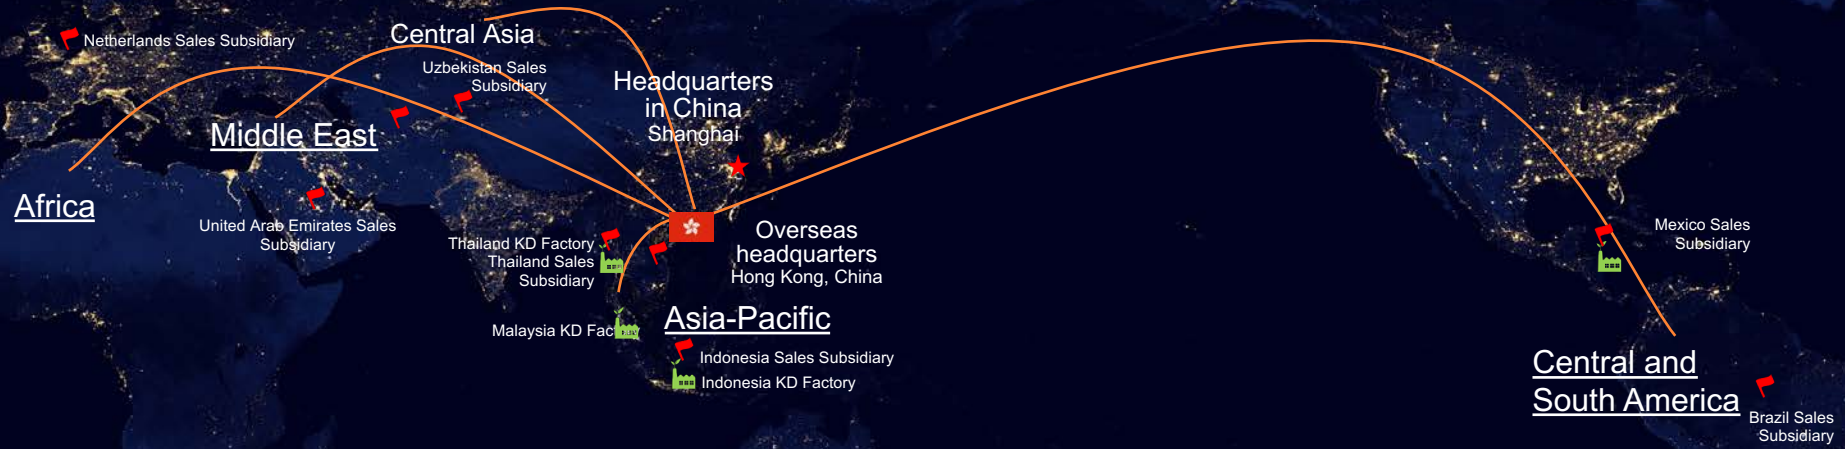 Netherlands Sales Subsidiary
Central Asia
Uzbekistan Sales
Subsidiary
Headquarters
in China
Shanghai
Middle East
Africa
United Arab Emirates Sales
Subsidiary
Thailand KD Factory
Thailand Sales
Subsidiary
Overseas
headquarters
Hong Kong, China
Malaysia KD Fac
Asia-Pacific
Indonesia Sales Subsidiary
Indonesia KD Factory
Mexico Sales
Subsidiary
Central and
South America
Brazil Sales
Subsidiary